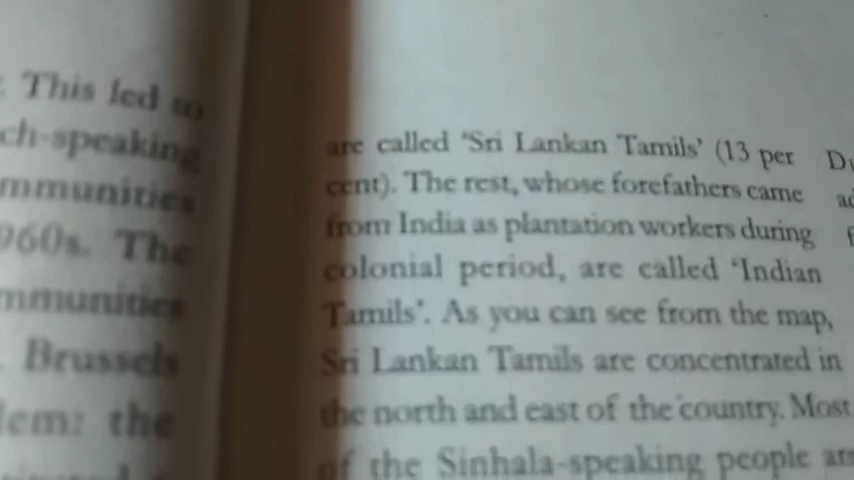 This led to
ch-speaking
mmunities
960s. The
mmunities
Brussels
lem: the
are called 'Sri Lankan Tamils' (13 per
cent). The rest, whose forefathers came
from India as plantation workers during
colonial period, are called 'Indian
Tamils'. As you can see from the map,
Sri Lankan Tamils are concentrated in
the north and east of the country. Most
of the Sinhala-speaking people are